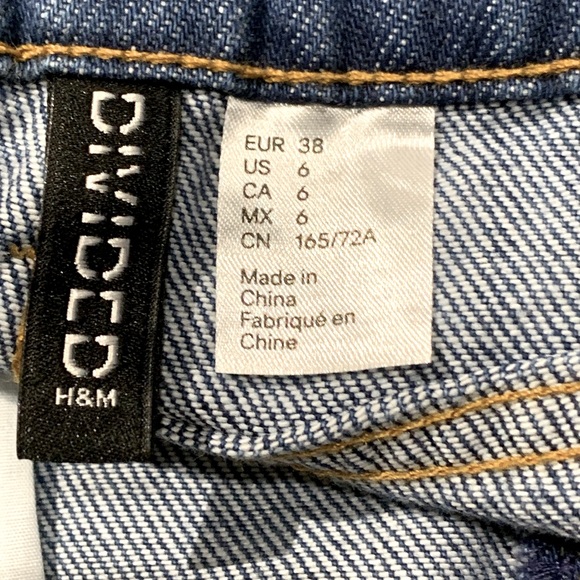 DIVIDED
H&M
EUR 38
US 6
CA 6
MX 6
CN 165/72A
Made in
China
Fabriqué en
Chine